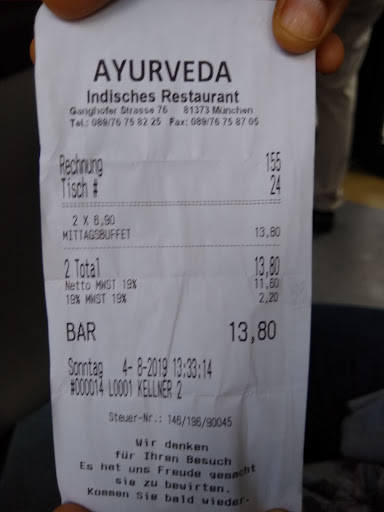 AYURVEDA
Indisches Restaurant
Ganghofer Strasse 76 81373 München
Tel.: 089/76 75 82 25 Fax: 089/76 75 87 05
Rechnung 155
Tisch # 24
2 X 6,90
MITTAGSBUFFET 13,80
2 Total 13,80
Netto MWST 19% 11,60
19% MWST 19% 2,20
BAR 13,80
Sonntag 4- 8-2019 13:33:14
#000014 L0001 KELLNER 2
Steuer-Nr.: 146/196/90045
Wir danken
für Ihren Besuch
Es hat uns Freude gemacht
sie zu bewirten.
Kommen Sie bald wieder.